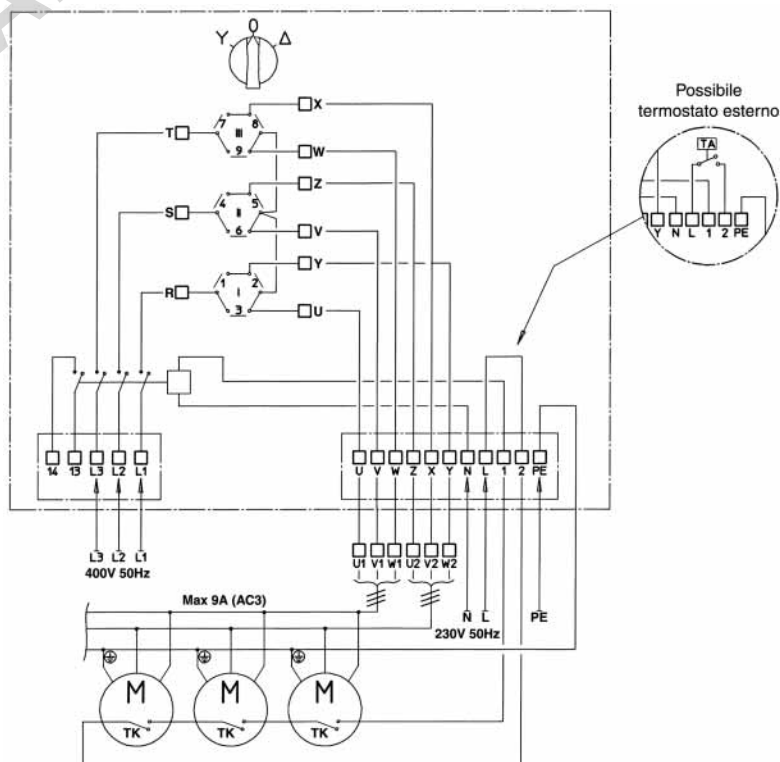 Y 0 Δ
Possibile
termostato esterno
TA
Y N L 1 2 PE
X
7 8
T III
9 W
Z
4 5
S II
6 V
Y
1 2
R I
3 U
14 13 L3 L2 L1
U V W Z X Y N L 1 2 PE
L3 L2 L1
400V 50Hz
U1 V1 W1 U2 V2 W2
Max 9A (AC3)
N L PE
230V 50Hz
M M M
TK TK TK